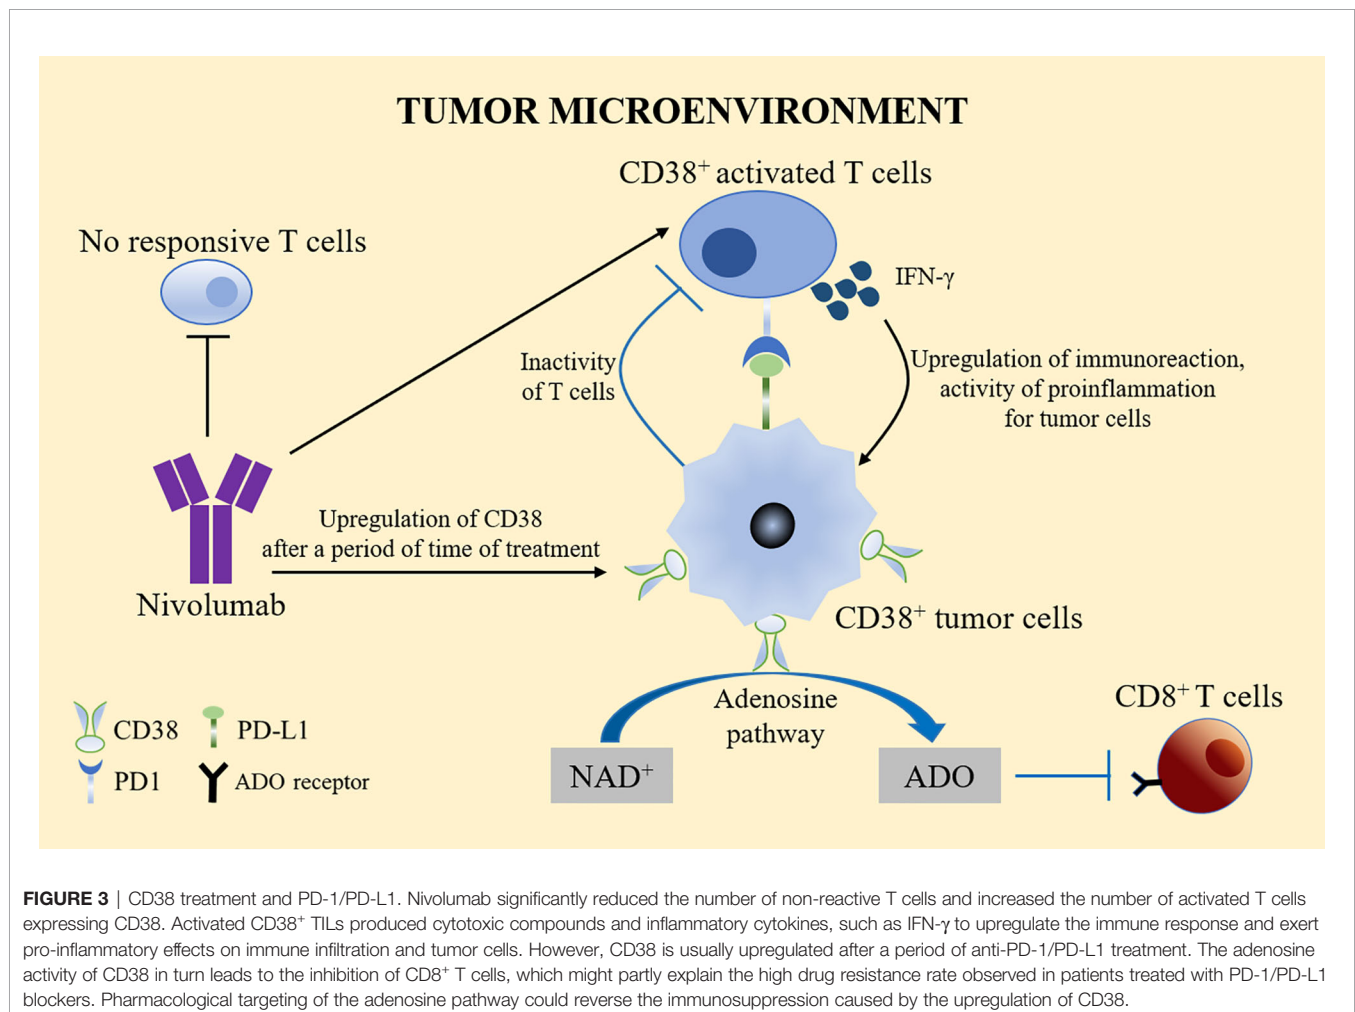 TUMOR MICROENVIRONMENT
CD38⁺ activated T cells
No responsive T cells
IFN-γ
Inactivity
of T cells
Upregulation of immunoreaction,
activity of proinflammation
for tumor cells
Upregulation of CD38
after a period of time of treatment
Nivolumab
CD38⁺ tumor cells
Adenosine
pathway
CD8⁺ T cells
CD38
PD-L1
PD1
ADO receptor
NAD⁺
ADO
FIGURE 3 | CD38 treatment and PD-1/PD-L1. Nivolumab significantly reduced the number of non-reactive T cells and increased the number of activated T cells
expressing CD38. Activated CD38⁺ TILs produced cytotoxic compounds and inflammatory cytokines, such as IFN-γ to upregulate the immune response and exert
pro-inflammatory effects on immune infiltration and tumor cells. However, CD38 is usually upregulated after a period of anti-PD-1/PD-L1 treatment. The adenosine
activity of CD38 in turn leads to the inhibition of CD8⁺ T cells, which might partly explain the high drug resistance rate observed in patients treated with PD-1/PD-L1
blockers. Pharmacological targeting of the adenosine pathway could reverse the immunosuppression caused by the upregulation of CD38.